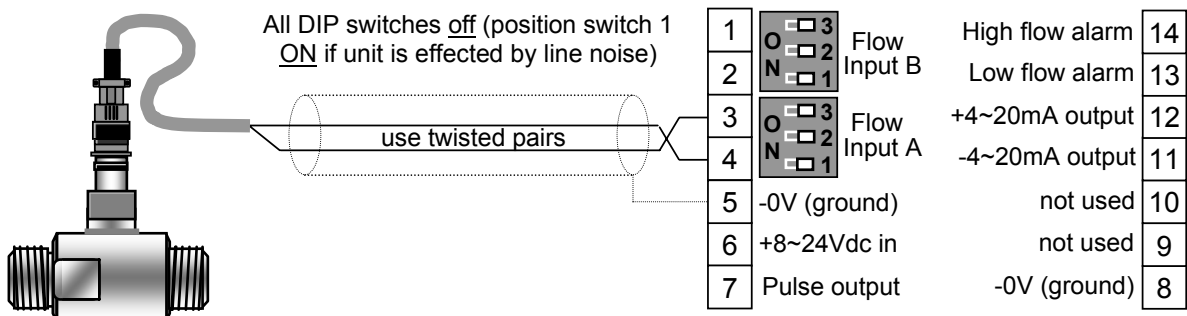 All DIP switches off (position switch 1
ON if unit is effected by line noise)
use twisted pairs
1
2
3
4
5 -0V (ground)
6 +8~24Vdc in
7 Pulse output
O N
3
2
1
Flow
Input B
O N
3
2
1
Flow
Input A
High flow alarm 14
Low flow alarm 13
+4~20mA output 12
-4~20mA output 11
not used 10
not used 9
-0V (ground) 8